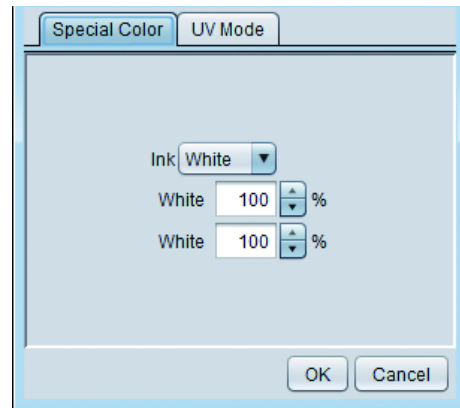 Special Color UV Mode
Ink White
White 100 %
White 100 %
OK Cancel